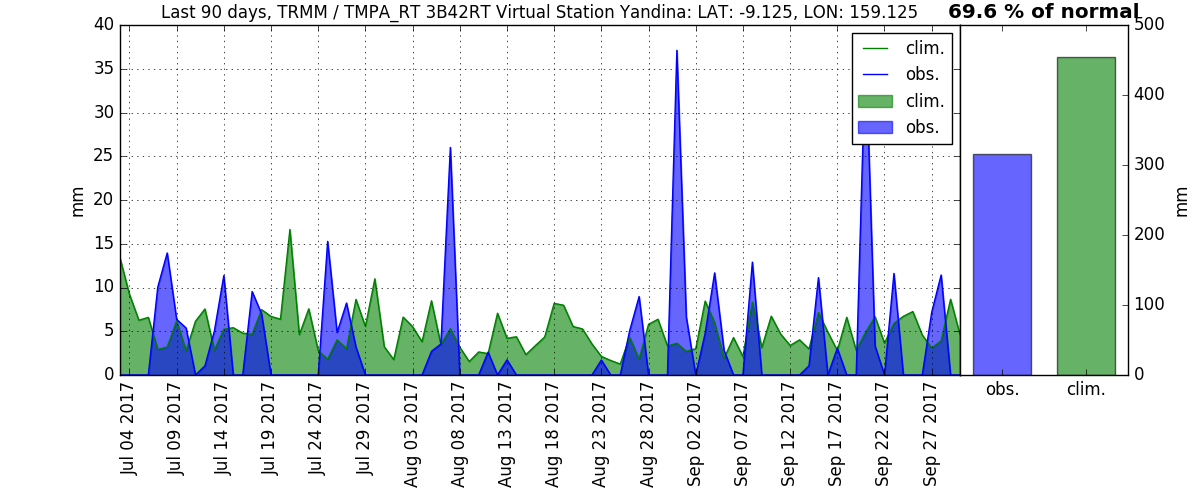 Last 90 days, TRMM / TMPA_RT 3B42RT Virtual Station Yandina: LAT: -9.125, LON: 159.125
69.6 % of normal
40
35
30
25
20
15
10
5
0
mm
clim.
obs.
clim.
obs.
Jul 04 2017
Jul 09 2017
Jul 14 2017
Jul 19 2017
Jul 24 2017
Jul 29 2017
Aug 03 2017
Aug 08 2017
Aug 13 2017
Aug 18 2017
Aug 23 2017
Aug 28 2017
Sep 02 2017
Sep 07 2017
Sep 12 2017
Sep 17 2017
Sep 22 2017
Sep 27 2017
500
400
300
200
100
0
mm
obs.
clim.